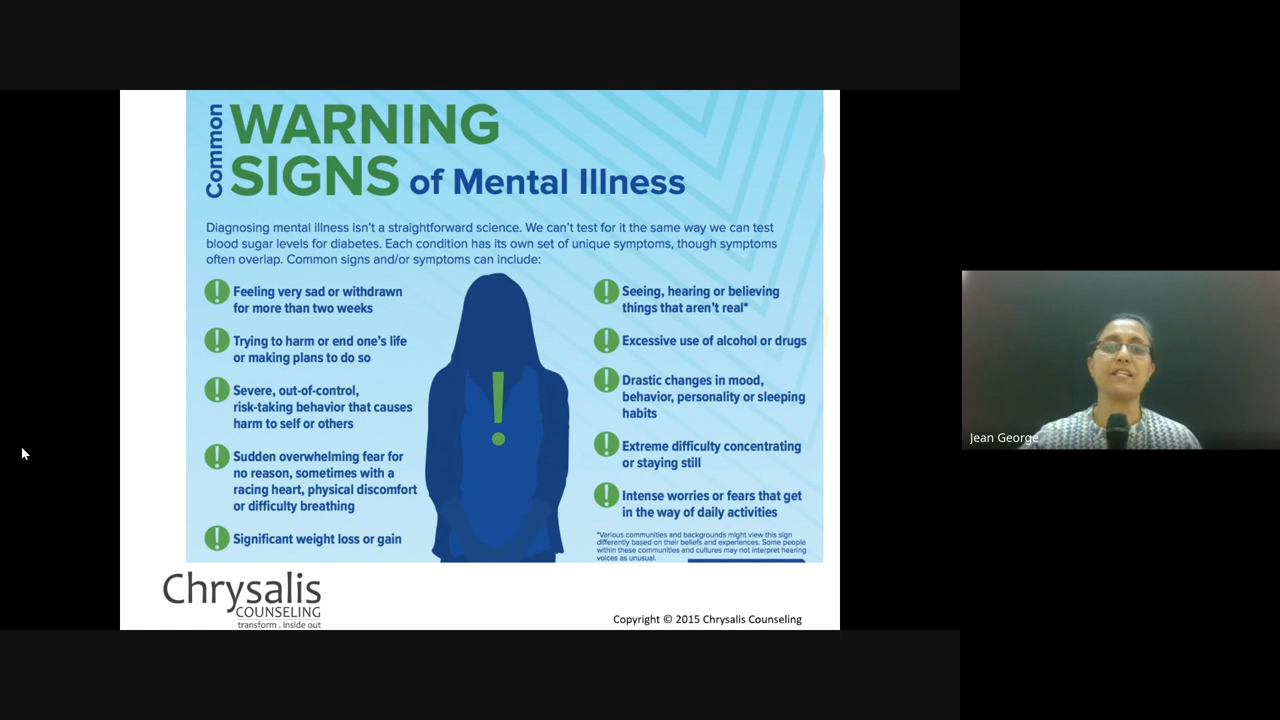 Common
WARNING
SIGNS of Mental Illness
Diagnosing mental illness isn't a straightforward science. We can't test for it the same way we can test
blood sugar levels for diabetes. Each condition has its own set of unique symptoms, though symptoms
often overlap. Common signs and/or symptoms can include:
! Feeling very sad or withdrawn
for more than two weeks
! Trying to harm or end one's life
or making plans to do so
! Severe, out-of-control,
risk-taking behavior that causes
harm to self or others
! Sudden overwhelming fear for
no reason, sometimes with a
racing heart, physical discomfort
or difficulty breathing
! Significant weight loss or gain
!
! Seeing, hearing or believing
things that aren't real*
! Excessive use of alcohol or drugs
! Drastic changes in mood,
behavior, personality or sleeping
habits
! Extreme difficulty concentrating
or staying still
! Intense worries or fears that get
in the way of daily activities
*Various communities and backgrounds might view this sign
differently based on their beliefs and experiences. Some people
within these communities and cultures may not interpret hearing
voices as unusual.
Chrysalis
COUNSELING
transform . inside out
Copyright © 2015 Chrysalis Counseling
Jean George